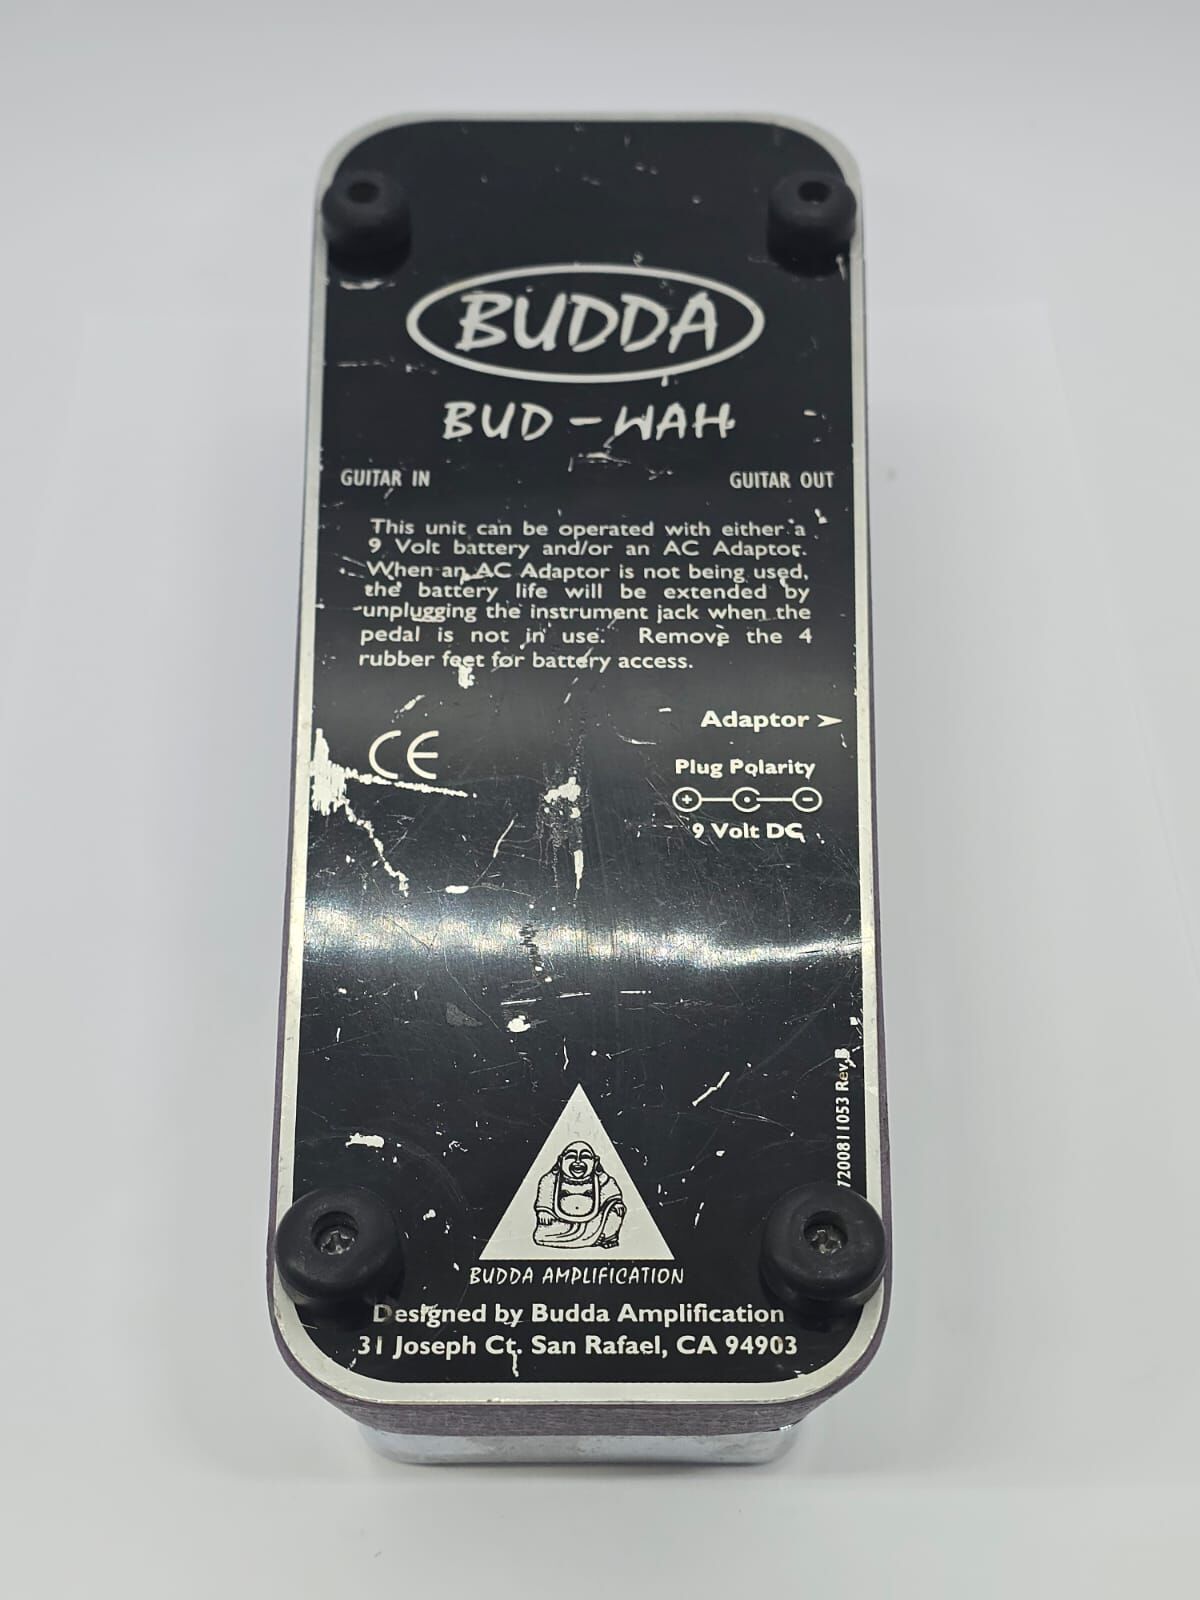 BUDDA
BUD - WAH
GUITAR IN
GUITAR OUT
This unit can be operated with either a
9 Volt battery and/or an AC Adaptor.
When an AC Adaptor is not being used,
the battery life will be extended by
unplugging the instrument jack when the
pedal is not in use. Remove the 4
rubber feet for battery access.
Adaptor ➢
CE
Plug Polarity
+ -
9 Volt DC
7200811053 Rev.B
BUDDA AMPLIFICATION
Designed by Budda Amplification
31 Joseph Ct. San Rafael, CA 94903